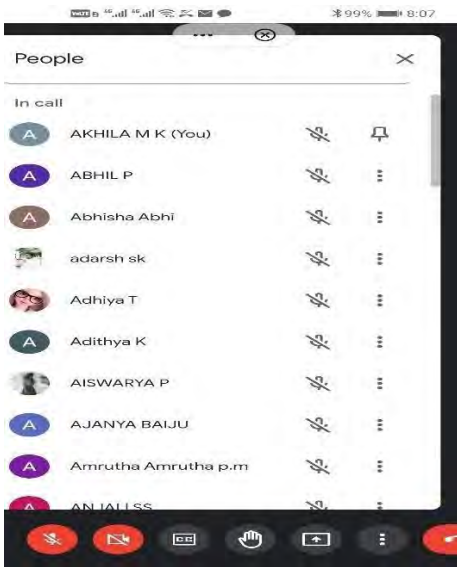 99% 8:07
People
In call
A AKHILA M K (You)
A ABHIL P
A Abhisha Abhi
adarsh sk
Adhiya T
A Adithya K
AISWARYA P
A AJANYA BAIJU
A Amrutha Amrutha p.m
A ANJALI SS
CC